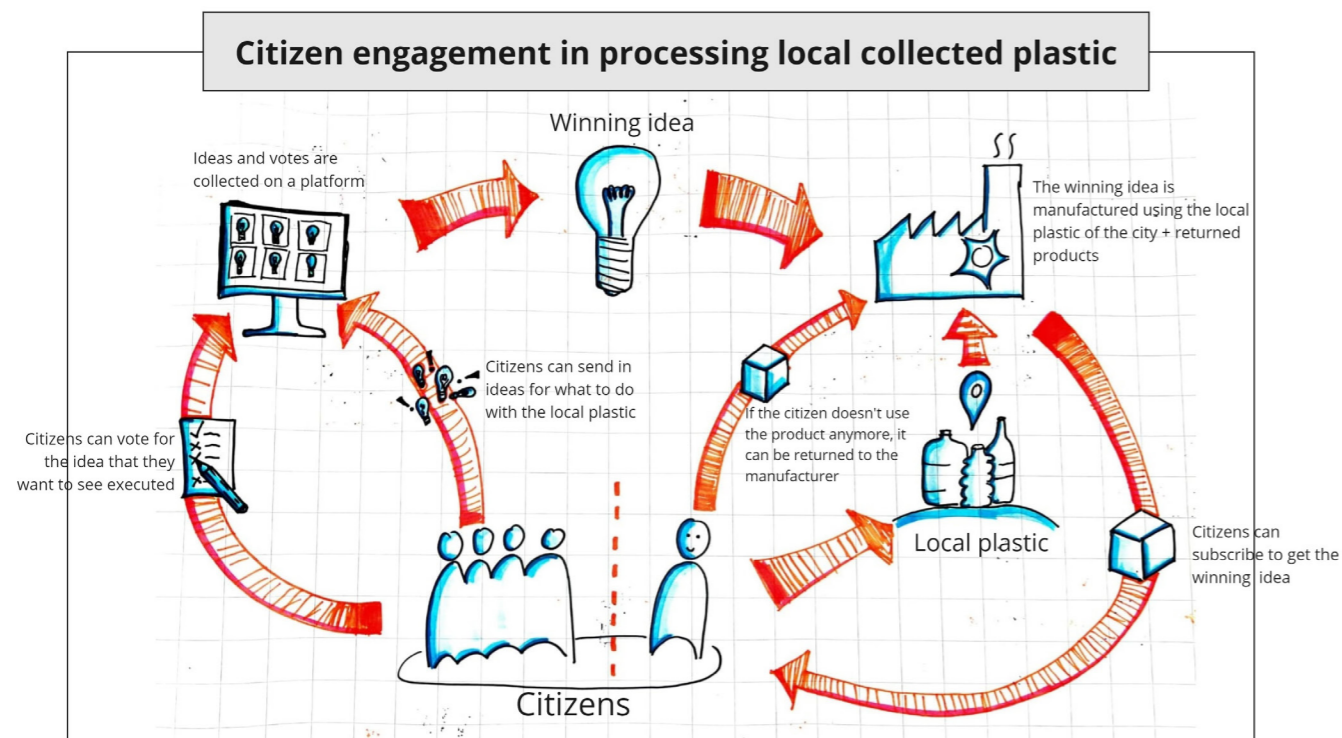 Citizen engagement in processing local collected plastic
Winning idea
Ideas and votes are
collected on a platform
The winning idea is
manufactured using the local
plastic of the city + returned
products
Citizens can send in
ideas for what to do
with the local plastic
If the citizen doesn't use
the product anymore, it
can be returned to the
manufacturer
Citizens can vote for
the idea that they
want to see executed
Local plastic
Citizens can
subscribe to get the
winning idea
Citizens